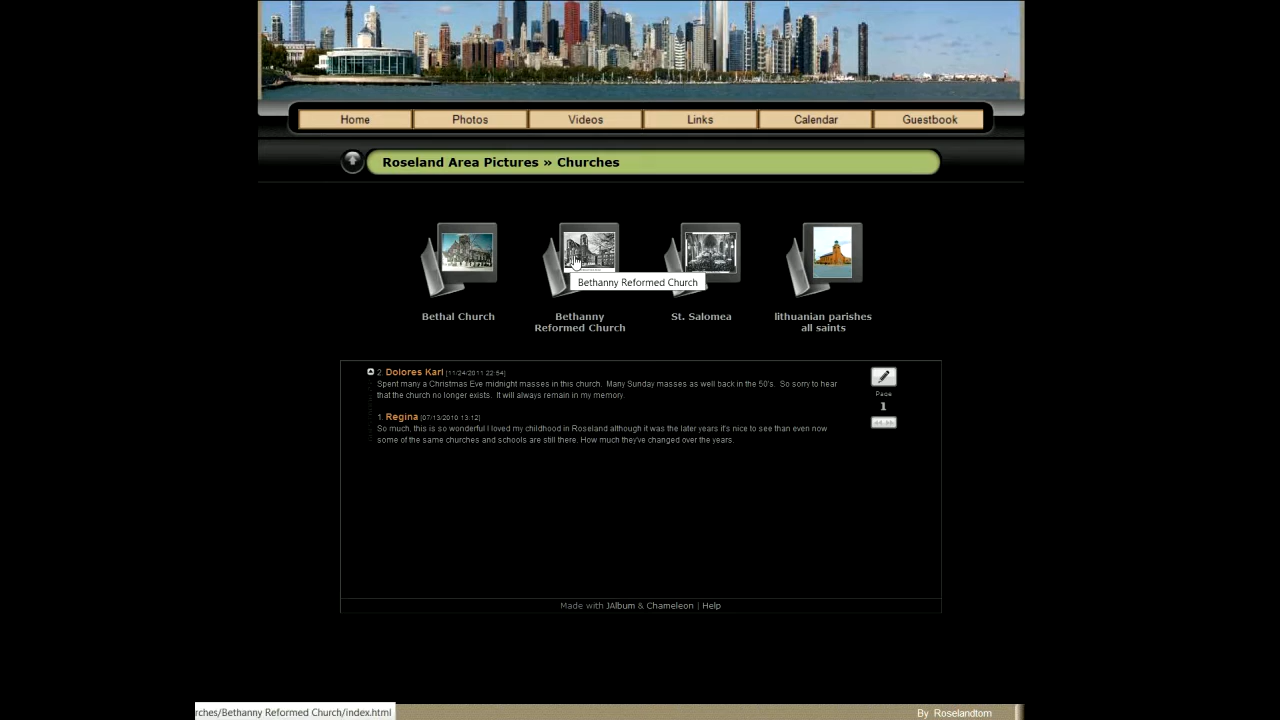 Home Photos Videos Links Calendar Guestbook
Roseland Area Pictures » Churches
Bethanny Reformed Church
Bethal Church
Bethanny
Reformed Church
St. Salomea
lithuanian parishes
all saints
2. Dolores Karl [11/24/2011 22:54]
Spent many a Christmas Eve midnight masses in this church. Many Sunday masses as well back in the 50's. So sorry to hear
that the church no longer exists. It will always remain in my memory.
1. Regina [07/13/2010 13:12]
So much, this is so wonderful I loved my childhood in Roseland although it was the later years it's nice to see than even now
some of the same churches and schools are still there. How much they've changed over the years.
Page
1
Made with JAlbum & Chameleon | Help
rches/Bethanny Reformed Church/index.html
By Roselandtom